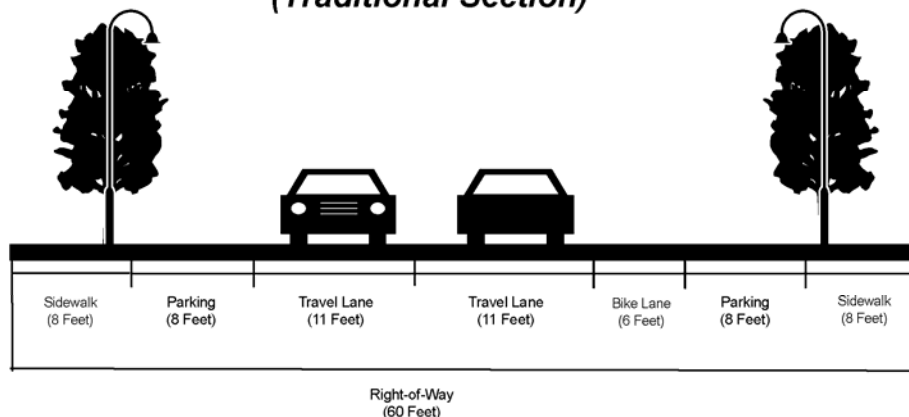 (Traditional Section)
Sidewalk
(8 Feet)
Parking
(8 Feet)
Travel Lane
(11 Feet)
Travel Lane
(11 Feet)
Bike Lane
(6 Feet)
Parking
(8 Feet)
Sidewalk
(8 Feet)
Right-of-Way
(60 Feet)